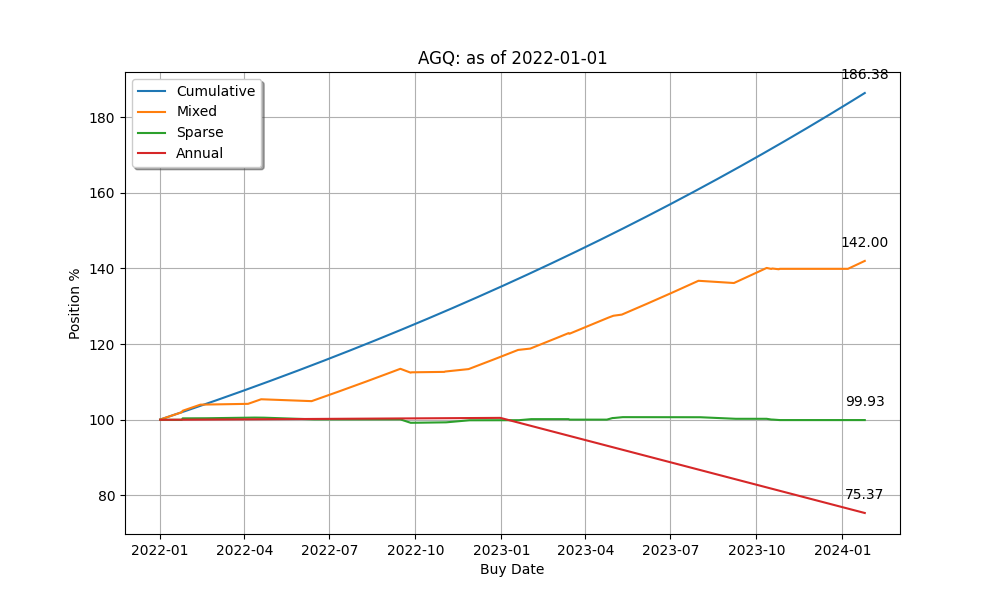 AGQ: as of 2022-01-01
Cumulative
Mixed
Sparse
Annual
186.38
142.00
99.93
75.37
Position %
180
160
140
120
100
80
2022-01 2022-04 2022-07 2022-10 2023-01 2023-04 2023-07 2023-10 2024-01
Buy Date